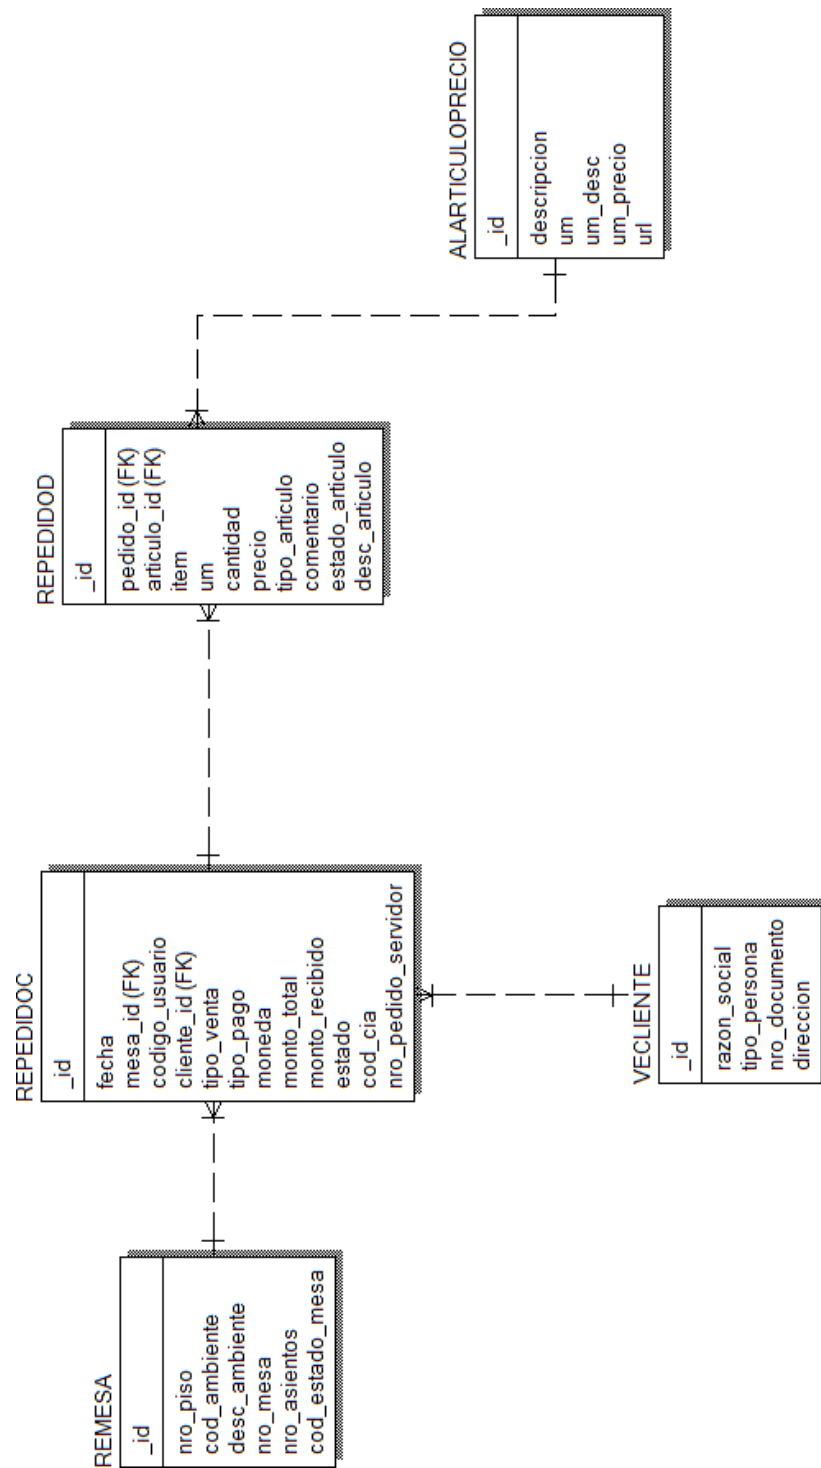 REMESA
_id
nro_piso
cod_ambiente
desc_ambiente
nro_mesa
nro_asientos
cod_estado_mesa
REPEDIDOC
_id
fecha
mesa_id (FK)
codigo_usuario
cliente_id (FK)
tipo_venta
tipo_pago
moneda
monto_total
monto_recibido
estado
cod_cia
nro_pedido_servidor
VECLIENTE
_id
razon_social
tipo_persona
nro_documento
direccion
REPEDIDOD
_id
pedido_id (FK)
articulo_id (FK)
item
um
cantidad
precio
tipo_articulo
comentario
estado_articulo
desc_articulo
ALARTICULOPRECIO
_id
descripcion
um
um_desc
um_precio
url